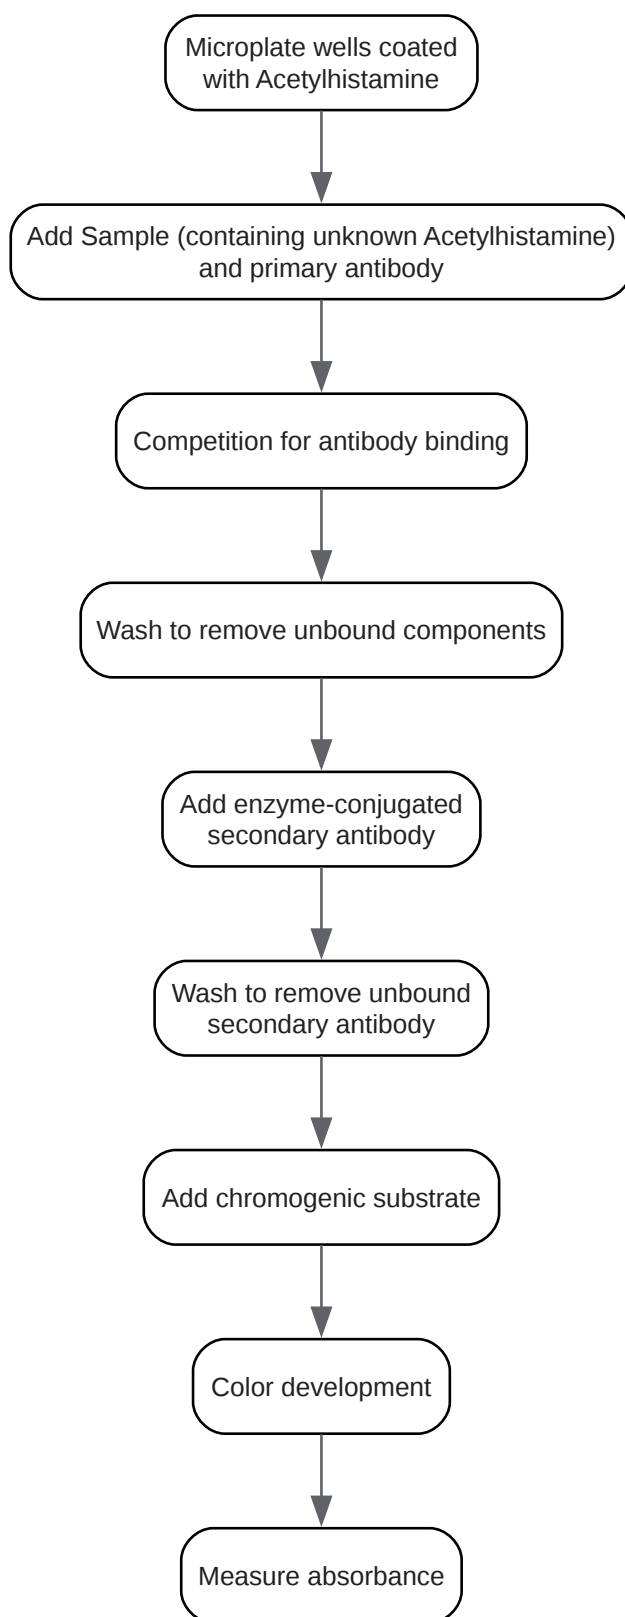 Microplate wells coated
with Acetylhistamine
Add Sample (containing unknown Acetylhistamine)
and primary antibody
Competition for antibody binding
Wash to remove unbound components
Add enzyme-conjugated
secondary antibody
Wash to remove unbound
secondary antibody
Add chromogenic substrate
Color development
Measure absorbance